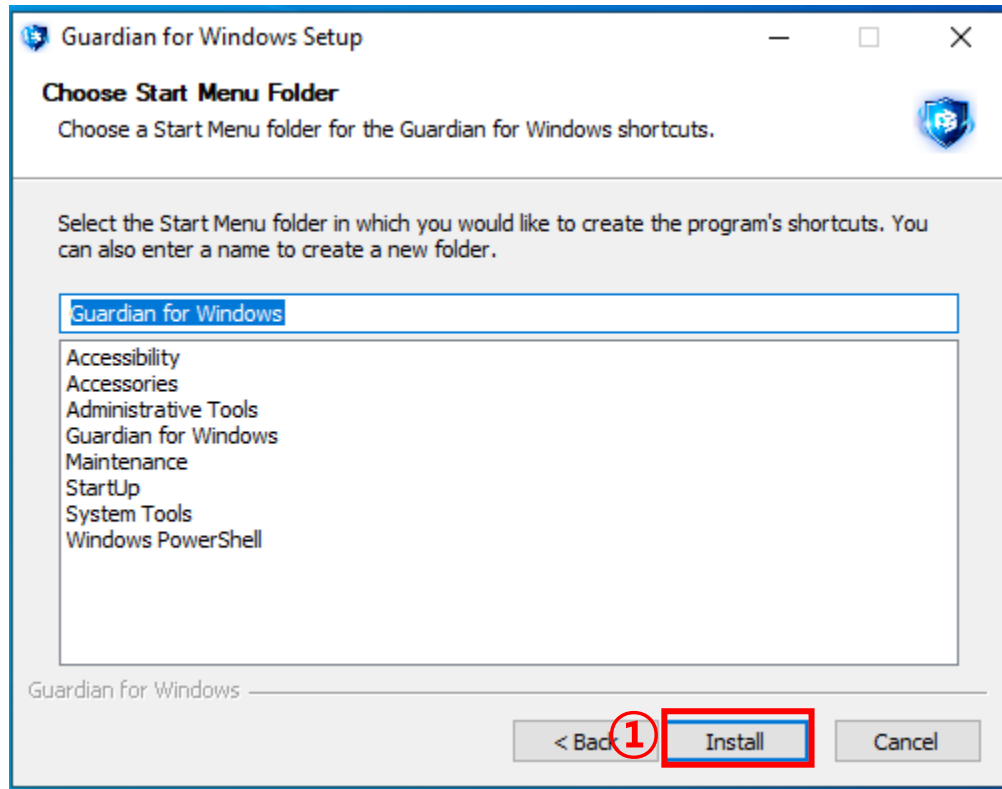 Guardian for Windows Setup
Choose Start Menu Folder
Choose a Start Menu folder for the Guardian for Windows shortcuts.
Select the Start Menu folder in which you would like to create the program's shortcuts. You
can also enter a name to create a new folder.
Guardian for Windows
Accessibility
Accessories
Administrative Tools
Guardian for Windows
Maintenance
StartUp
System Tools
Windows PowerShell
Guardian for Windows
< Back ① Install Cancel